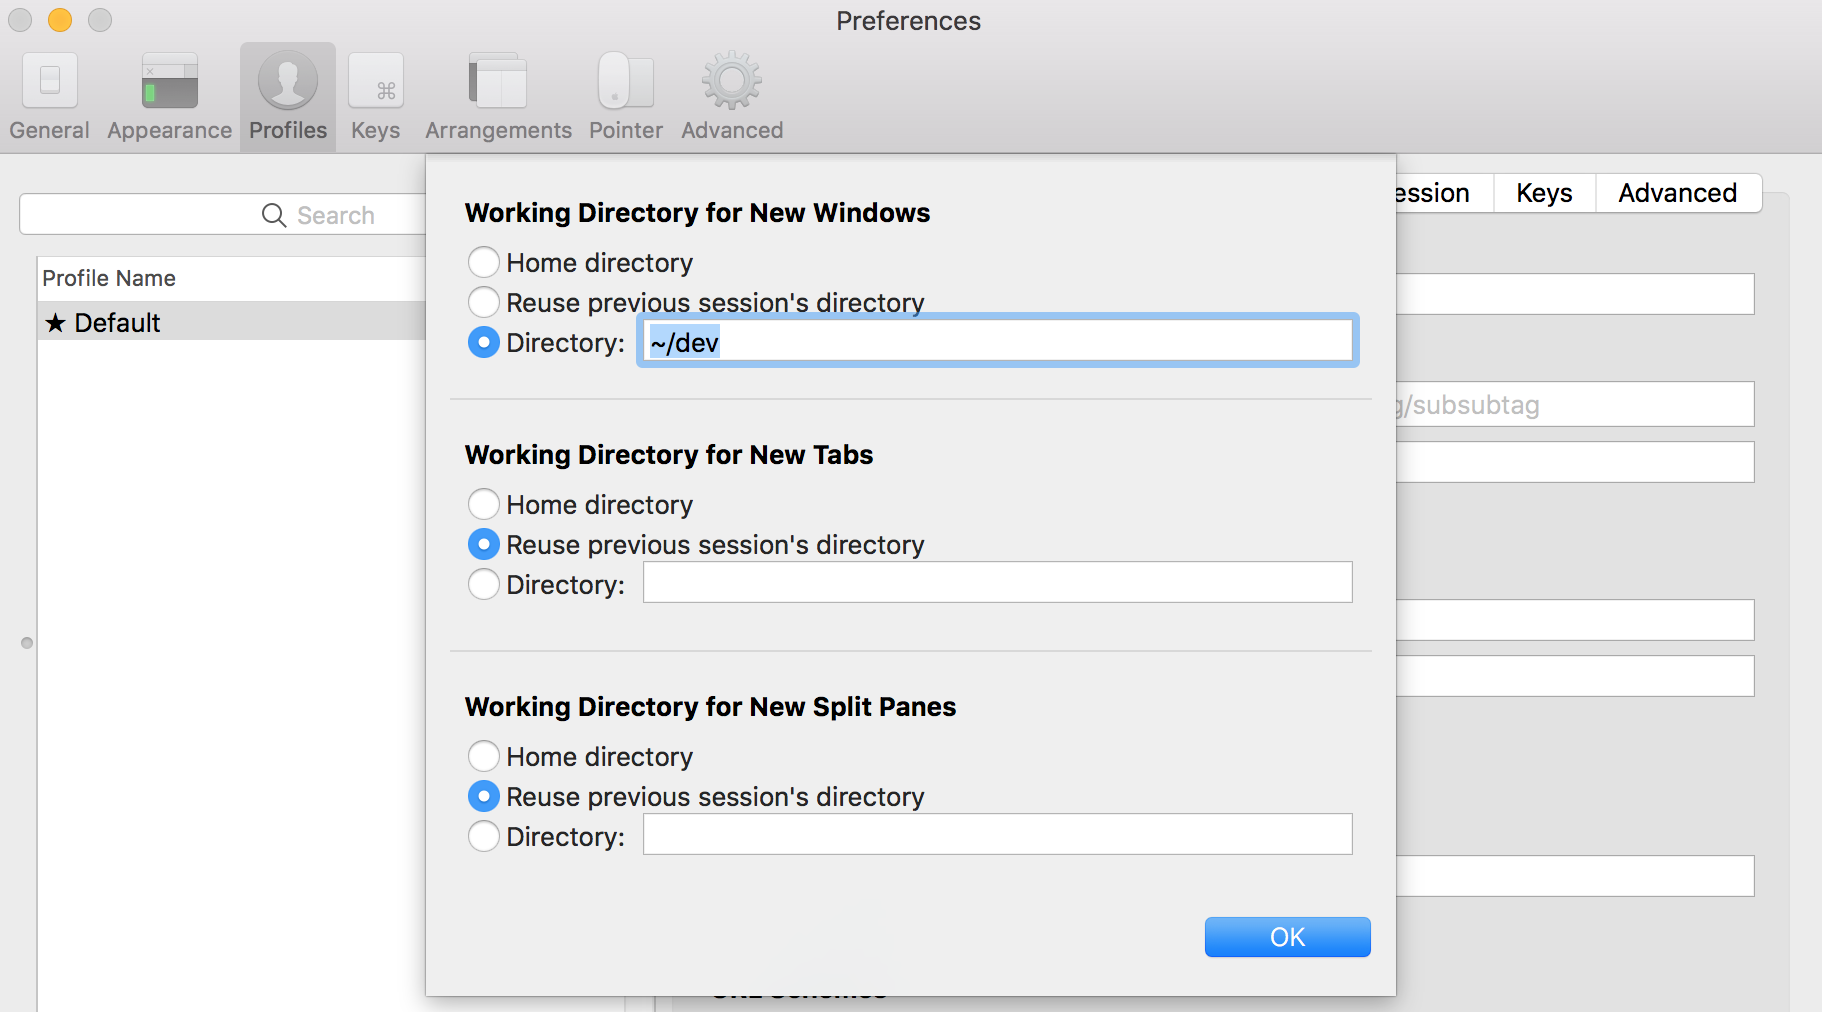 Preferences
General Appearance Profiles Keys Arrangements Pointer Advanced
ession Keys Advanced
Search
Profile Name
★ Default
Working Directory for New Windows
Home directory
Reuse previous session's directory
Directory: ~/dev
g/subsubtag
Working Directory for New Tabs
Home directory
Reuse previous session's directory
Directory:
Working Directory for New Split Panes
Home directory
Reuse previous session's directory
Directory:
OK